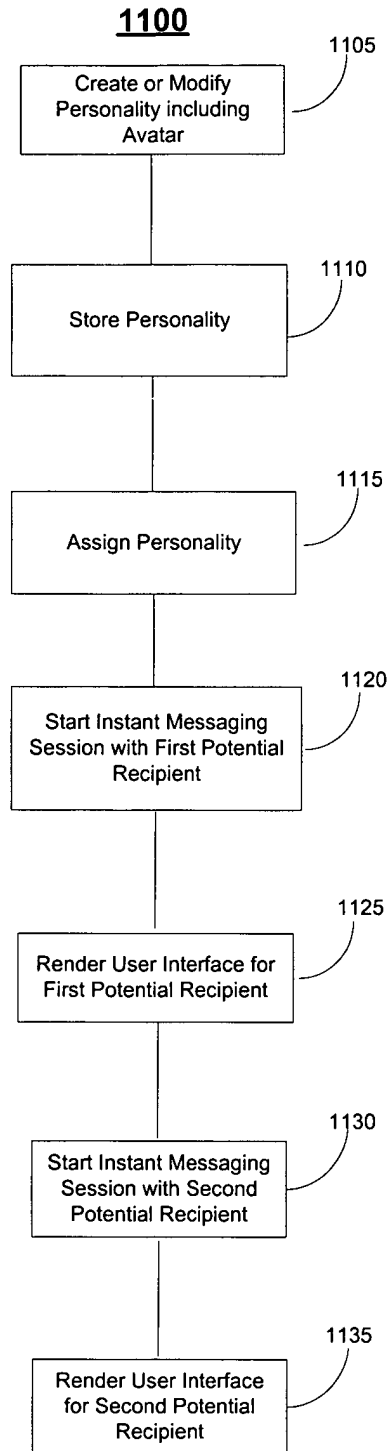 1100
1105
Create or Modify
Personality including
Avatar
1110
Store Personality
1115
Assign Personality
1120
Start Instant Messaging
Session with First Potential
Recipient
1125
Render User Interface for
First Potential Recipient
1130
Start Instant Messaging
Session with Second
Potential Recipient
1135
Render User Interface
for Second Potential
Recipient